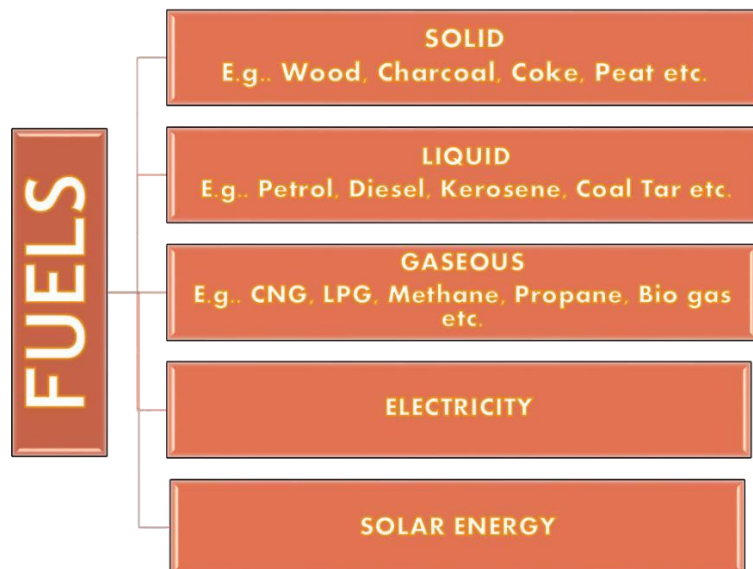 FUELS
SOLID
E.g.. Wood, Charcoal, Coke, Peat etc.
LIQUID
E.g.. Petrol, Diesel, Kerosene, Coal Tar etc.
GASEOUS
E.g.. CNG, LPG, Methane, Propane, Bio gas
etc.
ELECTRICITY
SOLAR ENERGY